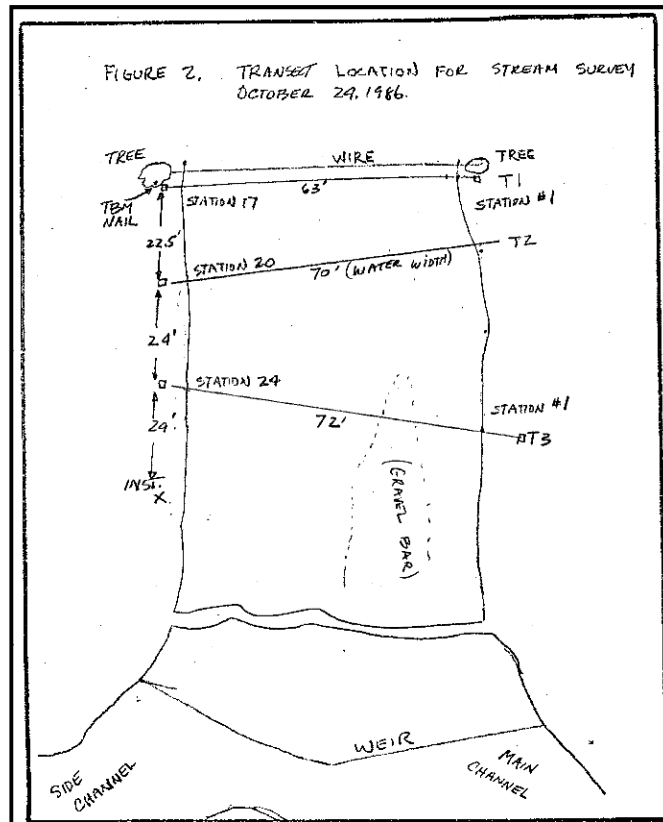 FIGURE 2. TRANSECT LOCATION FOR STREAM SURVEY
OCTOBER 29, 1986.
TREE
WIRE
TREE
63'
T1
TBM
NAIL
STATION 17
STATION #1
22.5'
STATION 20
70' (WATER WIDTH)
T2
24'
STATION 24
72'
STATION #1
T3
29'
INST.
X
(GRAVEL BAR)
WEIR
SIDE
CHANNEL
MAIN
CHANNEL